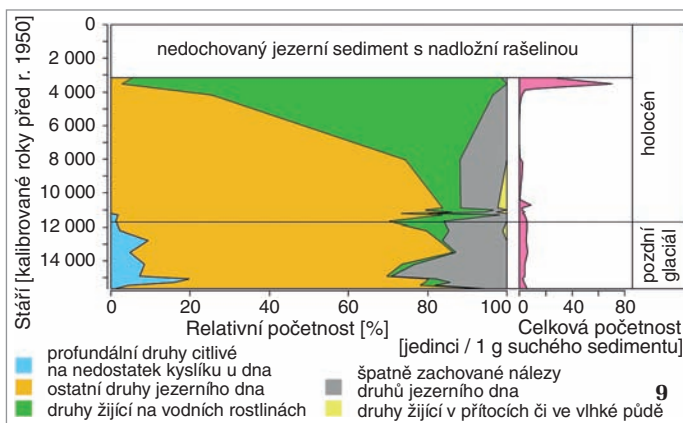 Stáří [kalibrované roky před r. 1950]
0
2 000
4 000
6 000
8 000
10 000
12 000
14 000
nedochovaný jezerní sediment s nadložní rašelinou
holocén
pozdní
glaciál
0 20 40 60 80 100
0 40 80
Relativní početnost [%]
Celková početnost
[jedinci / 1 g suchého sedimentu]
profundální druhy citlivé
na nedostatek kyslíku u dna
ostatní druhy jezerního dna
druhy žijící na vodních rostlinách
špatně zachované nálezy
druhů jezerního dna
druhy žijící v přítocích či ve vlhké půdě
9